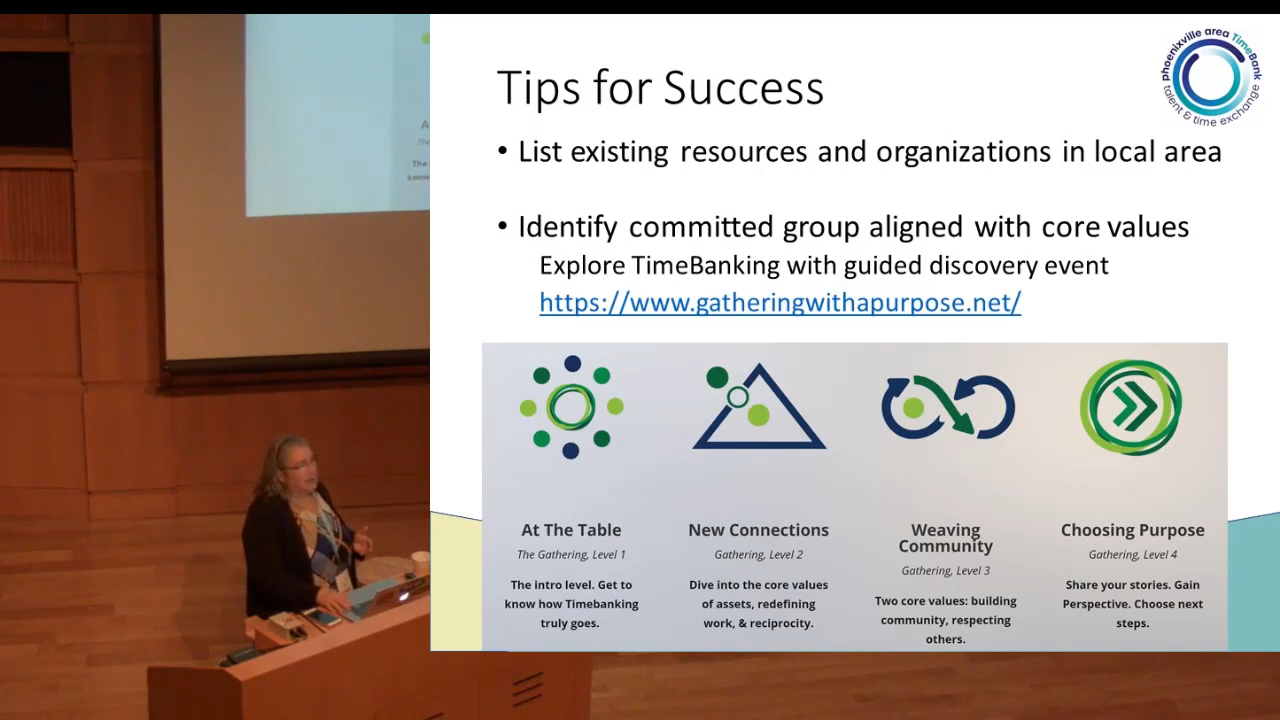 phoenixville area TimeBank
talent & time exchange
Tips for Success
• List existing resources and organizations in local area
• Identify committed group aligned with core values
Explore TimeBanking with guided discovery event
https://www.gatheringwithapurpose.net/
At The Table
The Gathering, Level 1
The intro level. Get to
know how Timebanking
truly goes.
New Connections
Gathering, Level 2
Dive into the core values
of assets, redefining
work, & reciprocity.
Weaving
Community
Gathering, Level 3
Two core values: building
community, respecting
others.
Choosing Purpose
Gathering, Level 4
Share your stories. Gain
Perspective. Choose next
steps.